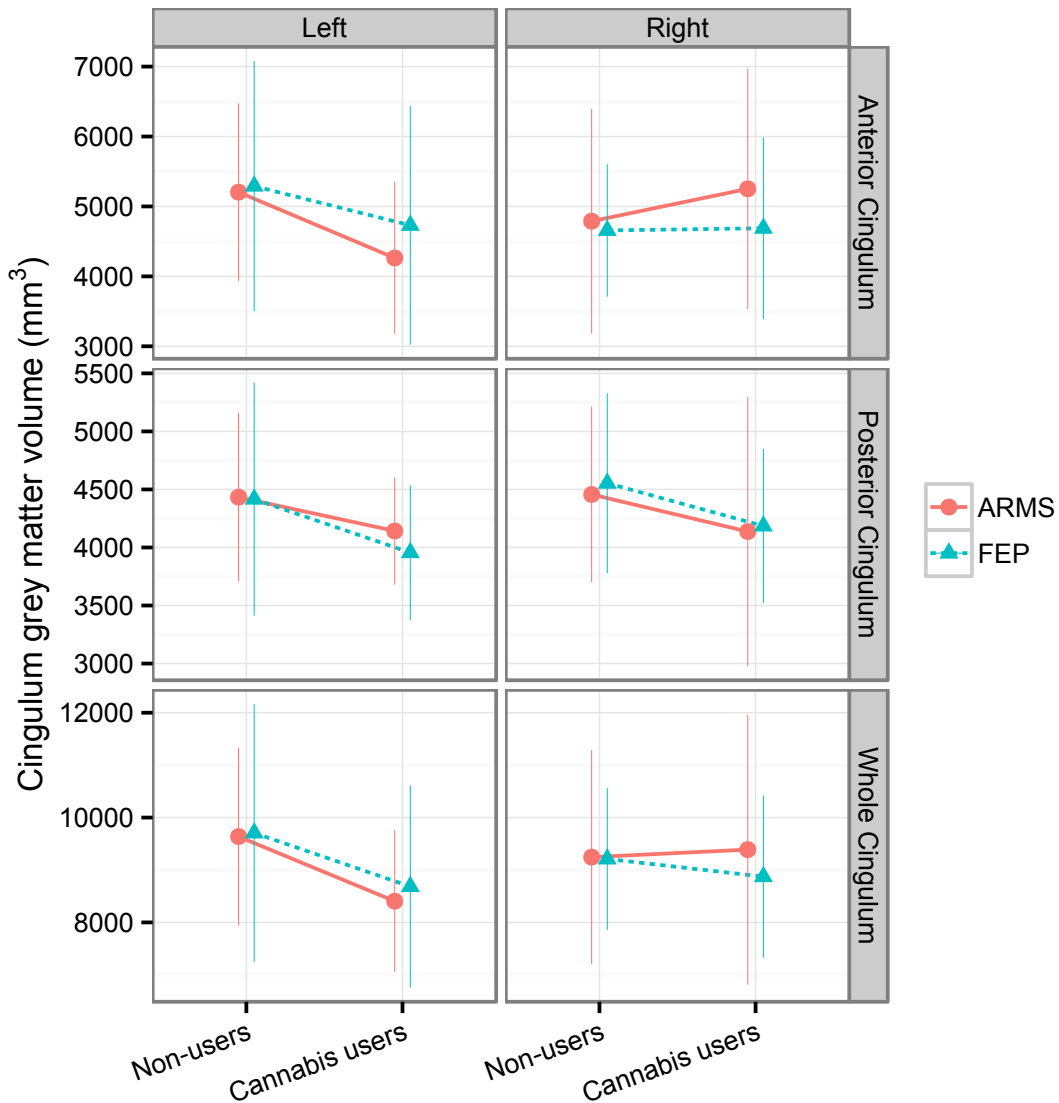 Left
Right
Cingulum grey matter volume (mm³)
7000
6000
5000
4000
3000
Anterior Cingulum
5500
5000
4500
4000
3500
3000
Posterior Cingulum
12000
10000
8000
Whole Cingulum
Non-users
Cannabis users
Non-users
Cannabis users
ARMS
FEP